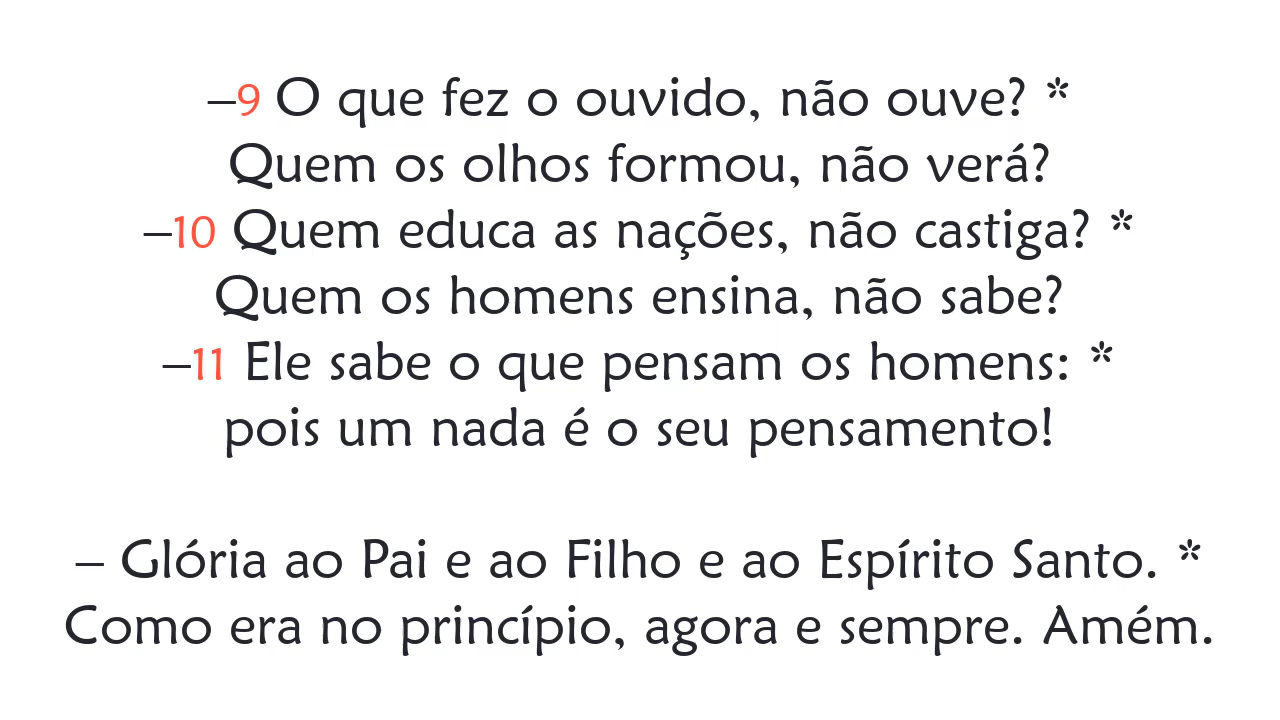 –9 O que fez o ouvido, não ouve? *
Quem os olhos formou, não verá?
–10 Quem educa as nações, não castiga? *
Quem os homens ensina, não sabe?
–11 Ele sabe o que pensam os homens: *
pois um nada é o seu pensamento!
– Glória ao Pai e ao Filho e ao Espírito Santo. *
Como era no princípio, agora e sempre. Amém.